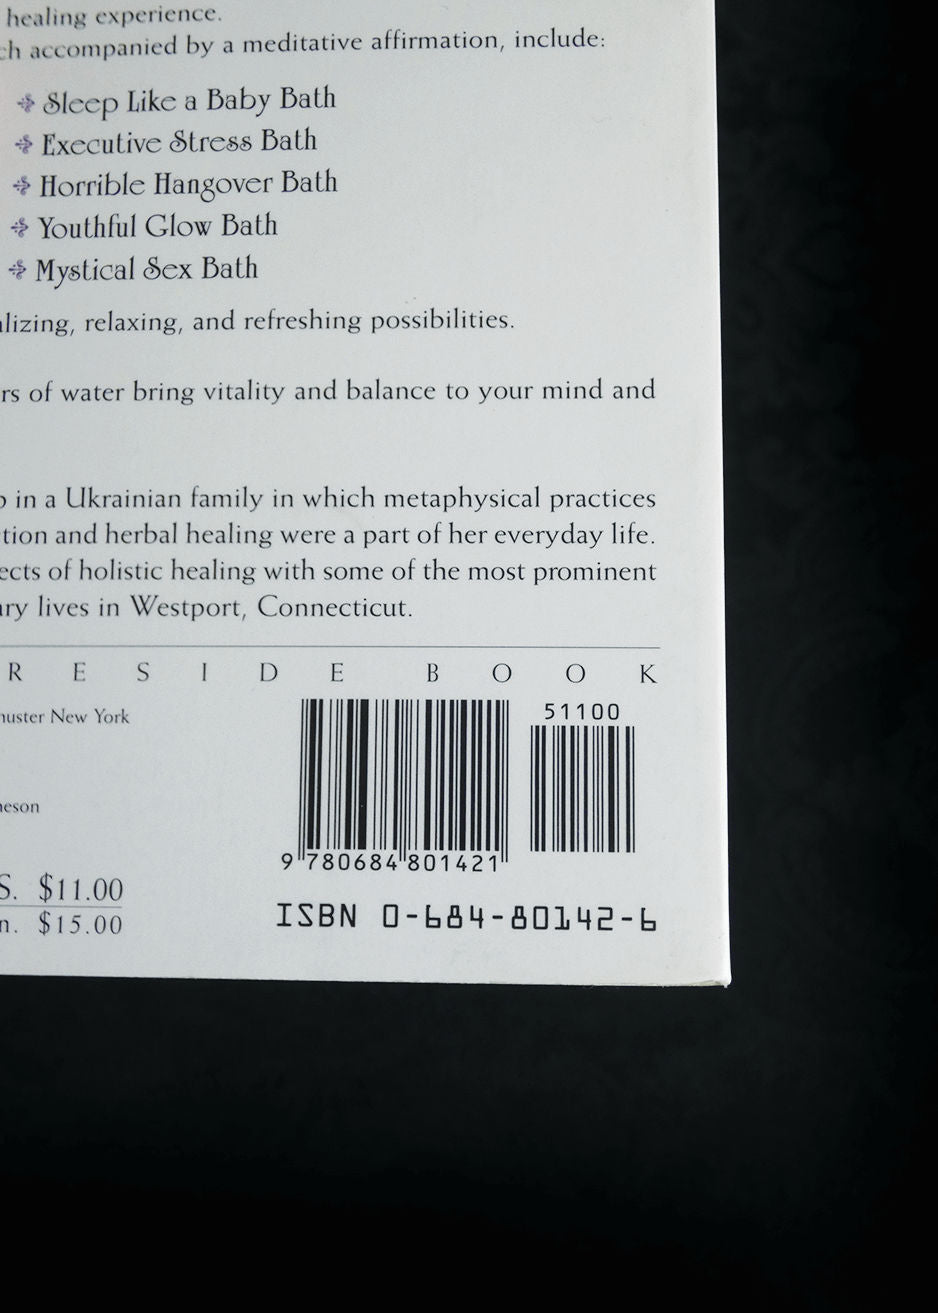 healing experience.
ch accompanied by a meditative affirmation, include:
Sleep Like a Baby Bath
Executive Stress Bath
Horrible Hangover Bath
Youthful Glow Bath
Mystical Sex Bath
lizing, relaxing, and refreshing possibilities.
rs of water bring vitality and balance to your mind and
in a Ukrainian family in which metaphysical practices
tion and herbal healing were a part of her everyday life.
ects of holistic healing with some of the most prominent
ry lives in Westport, Connecticut.
R E S I D E B O O K
uster New York
eson
S. $11.00
n. $15.00
51100
9 780684 801421
ISBN 0-684-80142-6